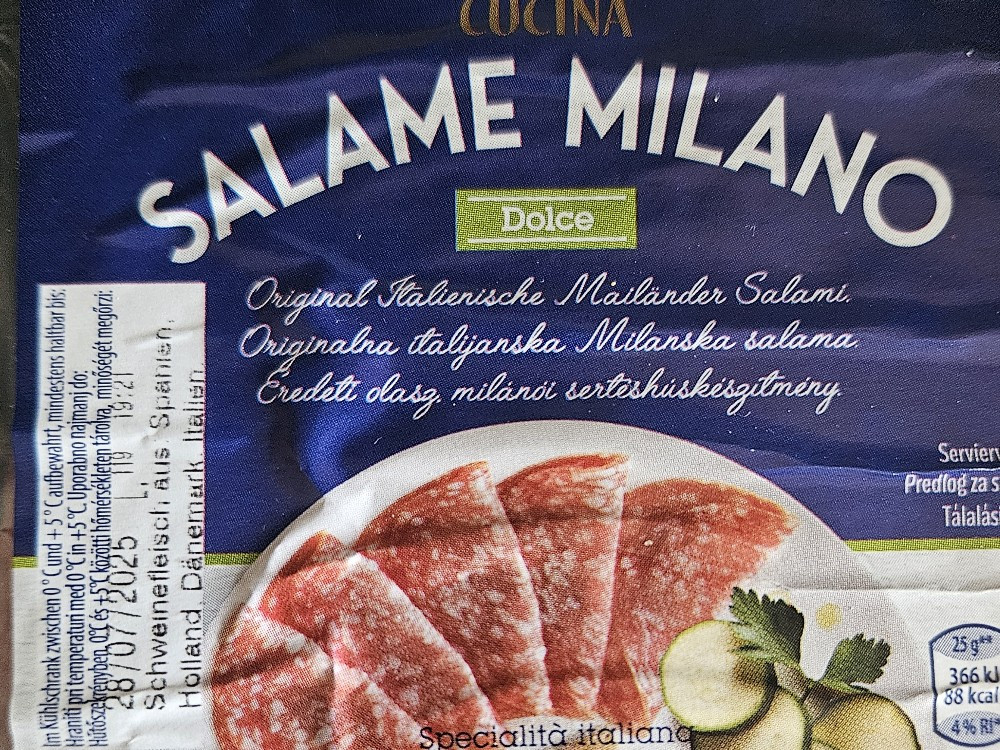 CUCINA
SALAME MILANO
Dolce
Original Italienische Mailänder Salami.
Originalna italijanska Milanska salama.
Eredeti olasz, milánói sertéshúskészítmény.
Im Kühlschrank zwischen 0 °C und + 5 °C aufbewahrt, mindestens haltbar bis:
Hraniti pri temperaturi med 0 °C in +5 °C. Uporabno najmanj do:
Hűtőszekrényben, 0 °C és +5 °C közötti hőmérsékleten tárolva, minőségét megőrzi:
28/07/2025 L 119 19:21
Schweinefleisch aus: Spanien,
Holland, Dänemark, Italien
Servierv
Predlog za s
Tálalás
25 g**
366 kJ
88 kcal
4 % RI
Specialità italiana